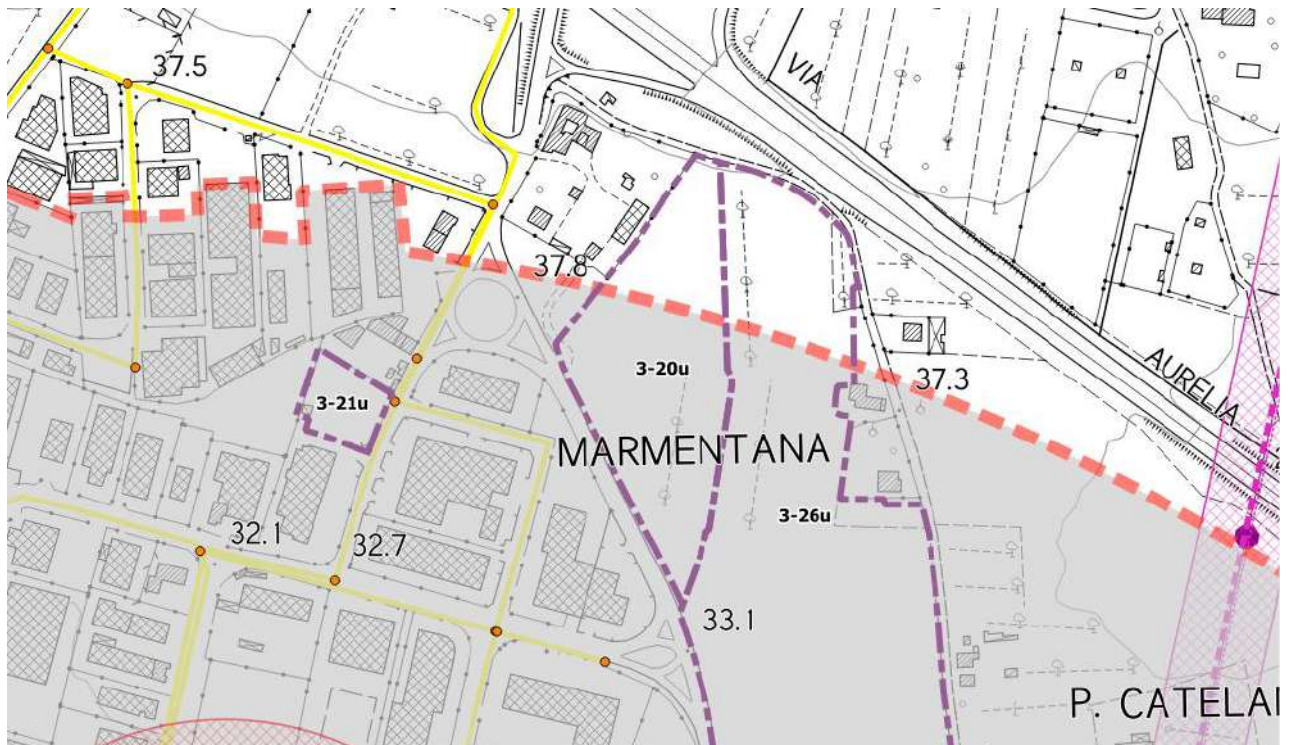 37.5
VIA
37.8
3-20u
37.3
AURELIA
3-21u
MARMENTANA
3-26u
32.1
32.7
33.1
P. CATELAI